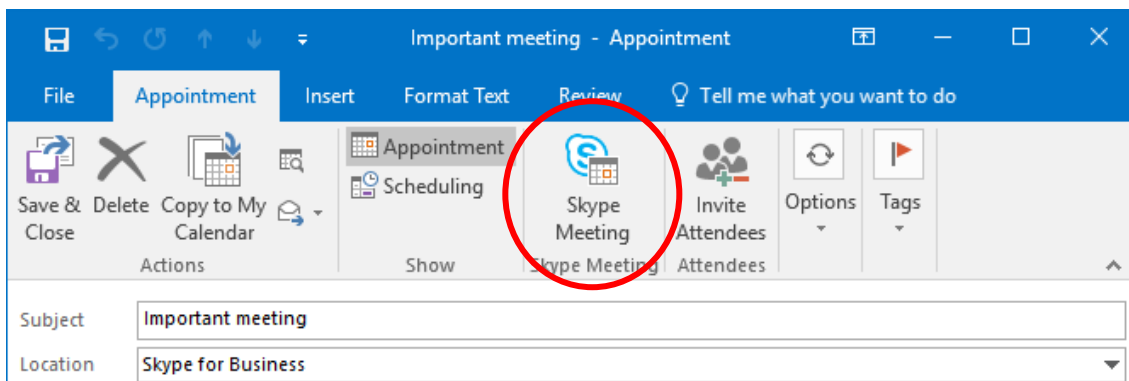 Important meeting - Appointment
File Appointment Insert Format Text Review Tell me what you want to do
Save & Close
Delete
Copy to My Calendar
Actions
Appointment
Scheduling
Show
Skype Meeting
Skype Meeting
Invite Attendees
Attendees
Options
Tags
Subject Important meeting
Location Skype for Business